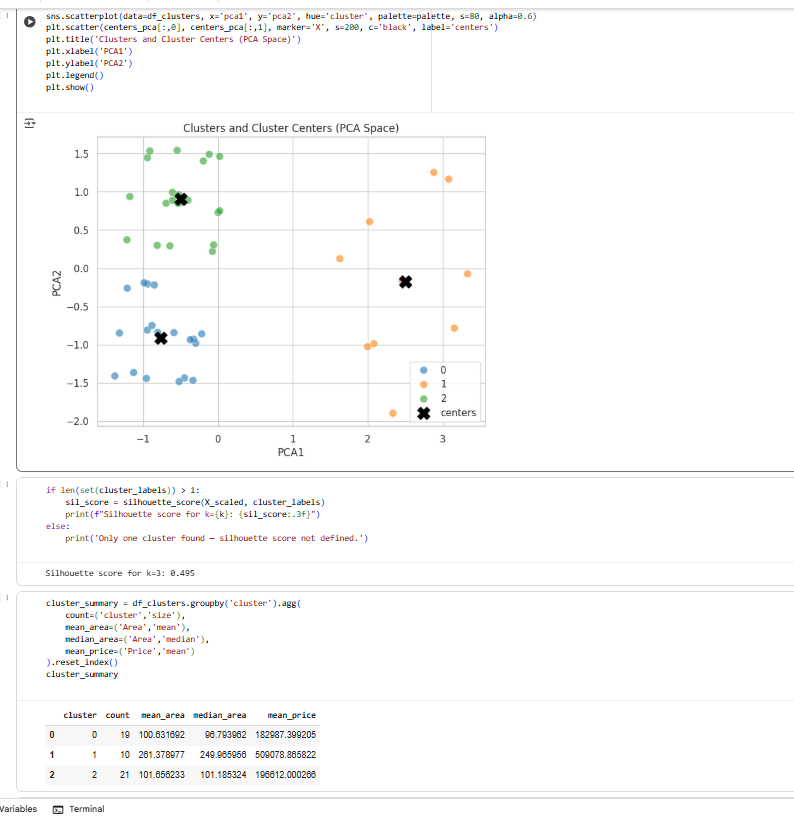 sns.scatterplot(data=df_clusters, x='pca1', y='pca2', hue='cluster', palette=palette, s=80, alpha=0.6)
plt.scatter(centers_pca[:,0], centers_pca[:,1], marker='X', s=200, c='black', label='centers')
plt.title('Clusters and Cluster Centers (PCA Space)')
plt.xlabel('PCA1')
plt.ylabel('PCA2')
plt.legend()
plt.show()
Clusters and Cluster Centers (PCA Space)
1.5
1.0
0.5
0.0
−0.5
−1.0
−1.5
−2.0
PCA2
0
1
2
centers
−1 0 1 2 3
PCA1
if len(set(cluster_labels)) > 1:
    sil_score = silhouette_score(X_scaled, cluster_labels)
    print(f"Silhouette score for k={k}: {sil_score:.3f}")
else:
    print('Only one cluster found — silhouette score not defined.')
Silhouette score for k=3: 0.495
cluster_summary = df_clusters.groupby('cluster').agg(
    count=('cluster','size'),
    mean_area=('Area','mean'),
    median_area=('Area','median'),
    mean_price=('Price','mean')
).reset_index()
cluster_summary
cluster count mean_area median_area mean_price
0 0 19 100.631692 96.793962 182987.399205
1 1 10 261.378977 249.965956 509078.865822
2 2 21 101.656233 101.185324 196612.000266
Variables Terminal